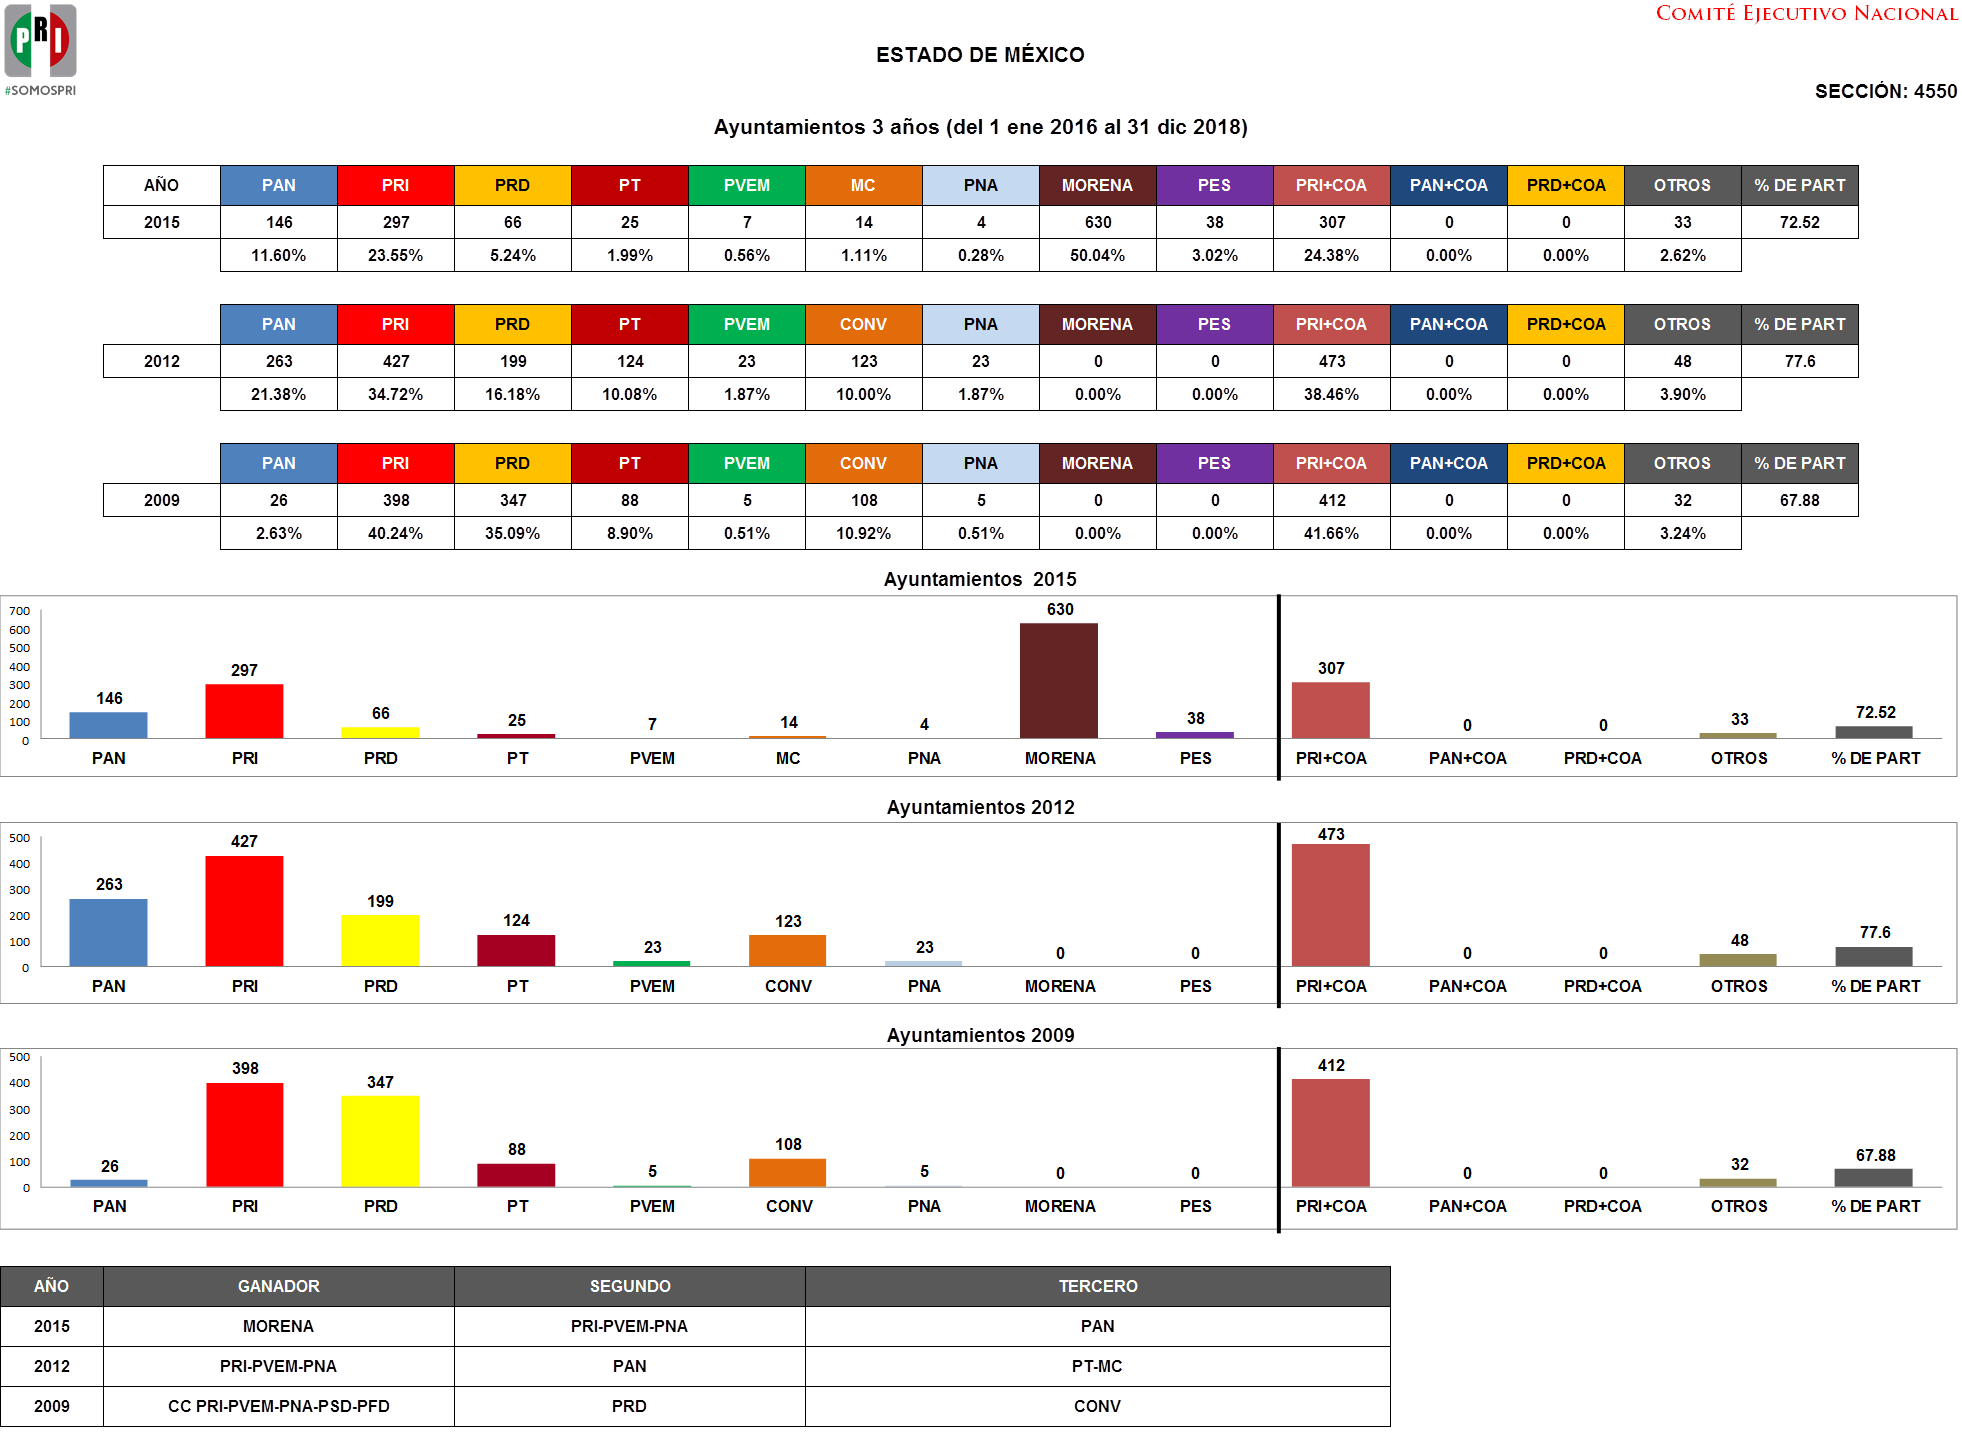 PRI
#SOMOSPRI
COMITÉ EJECUTIVO NACIONAL
ESTADO DE MÉXICO
SECCIÓN: 4550
Ayuntamientos 3 años (del 1 ene 2016 al 31 dic 2018)
AÑO PAN PRI PRD PT PVEM MC PNA MORENA PES PRI+COA PAN+COA PRD+COA OTROS % DE PART
2015 146 297 66 25 7 14 4 630 38 307 0 0 33 72.52
11.60% 23.55% 5.24% 1.99% 0.56% 1.11% 0.28% 50.04% 3.02% 24.38% 0.00% 0.00% 2.62%
PAN PRI PRD PT PVEM CONV PNA MORENA PES PRI+COA PAN+COA PRD+COA OTROS % DE PART
2012 263 427 199 124 23 123 23 0 0 473 0 0 48 77.6
21.38% 34.72% 16.18% 10.08% 1.87% 10.00% 1.87% 0.00% 0.00% 38.46% 0.00% 0.00% 3.90%
PAN PRI PRD PT PVEM CONV PNA MORENA PES PRI+COA PAN+COA PRD+COA OTROS % DE PART
2009 26 398 347 88 5 108 5 0 0 412 0 0 32 67.88
2.63% 40.24% 35.09% 8.90% 0.51% 10.92% 0.51% 0.00% 0.00% 41.66% 0.00% 0.00% 3.24%
Ayuntamientos 2015
700
600
500
400
300
200
100
0
146 297 66 25 7 14 4 630 38 307 0 0 33 72.52
PAN PRI PRD PT PVEM MC PNA MORENA PES PRI+COA PAN+COA PRD+COA OTROS % DE PART
Ayuntamientos 2012
500
400
300
200
100
0
263 427 199 124 23 123 23 0 0 473 0 0 48 77.6
PAN PRI PRD PT PVEM CONV PNA MORENA PES PRI+COA PAN+COA PRD+COA OTROS % DE PART
Ayuntamientos 2009
500
400
300
200
100
0
26 398 347 88 5 108 5 0 0 412 0 0 32 67.88
PAN PRI PRD PT PVEM CONV PNA MORENA PES PRI+COA PAN+COA PRD+COA OTROS % DE PART
AÑO GANADOR SEGUNDO TERCERO
2015 MORENA PRI-PVEM-PNA PAN
2012 PRI-PVEM-PNA PAN PT-MC
2009 CC PRI-PVEM-PNA-PSD-PFD PRD CONV